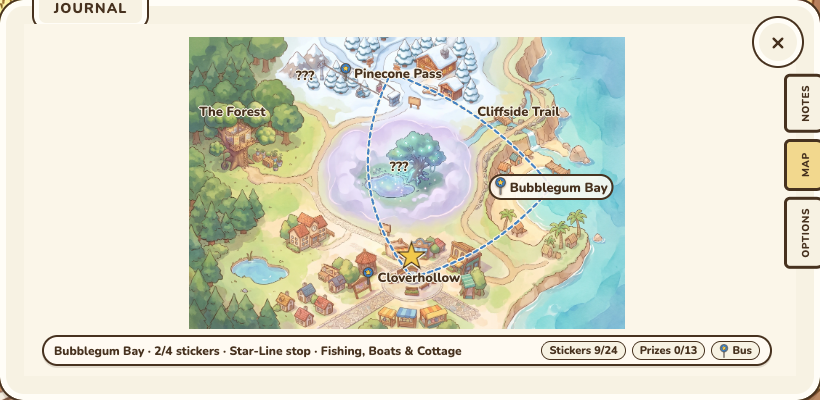 JOURNAL
NOTES
MAP
OPTIONS
???
Pinecone Pass
The Forest
Cliffside Trail
???
Bubblegum Bay
Cloverhollow
Bubblegum Bay · 2/4 stickers · Star-Line stop · Fishing, Boats & Cottage
Stickers 9/24
Prizes 0/13
Bus